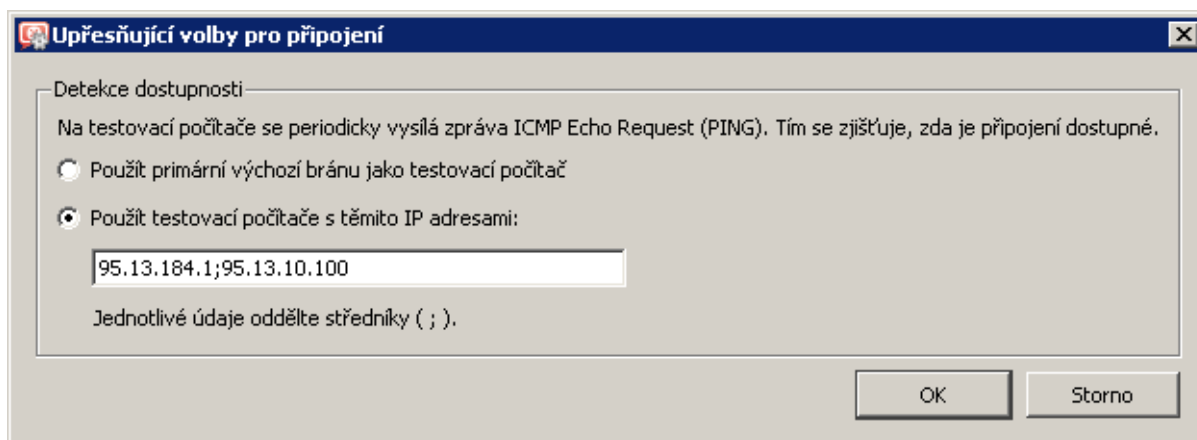 Upřesňující volby pro připojení
Detekce dostupnosti
Na testovací počítače se periodicky vysílá zpráva ICMP Echo Request (PING). Tím se zjišťuje, zda je připojení dostupné.
Použít primární výchozí bránu jako testovací počítač
Použít testovací počítače s těmito IP adresami:
95.13.184.1;95.13.10.100
Jednotlivé údaje oddělte středníky ( ; ).
OK
Storno